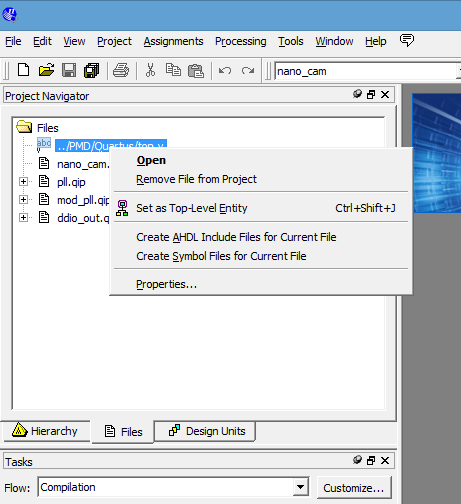 File Edit View Project Assignments Processing Tools Window Help
nano_cam
Project Navigator
Files
abc ../PMD/Quartus/top.v
nano_cam.
pll.qip
mod_pll.qip
ddio_out.q
Open
Remove File from Project
Set as Top-Level Entity Ctrl+Shift+J
Create AHDL Include Files for Current File
Create Symbol Files for Current File
Properties...
Hierarchy Files Design Units
Tasks
Flow: Compilation Customize...